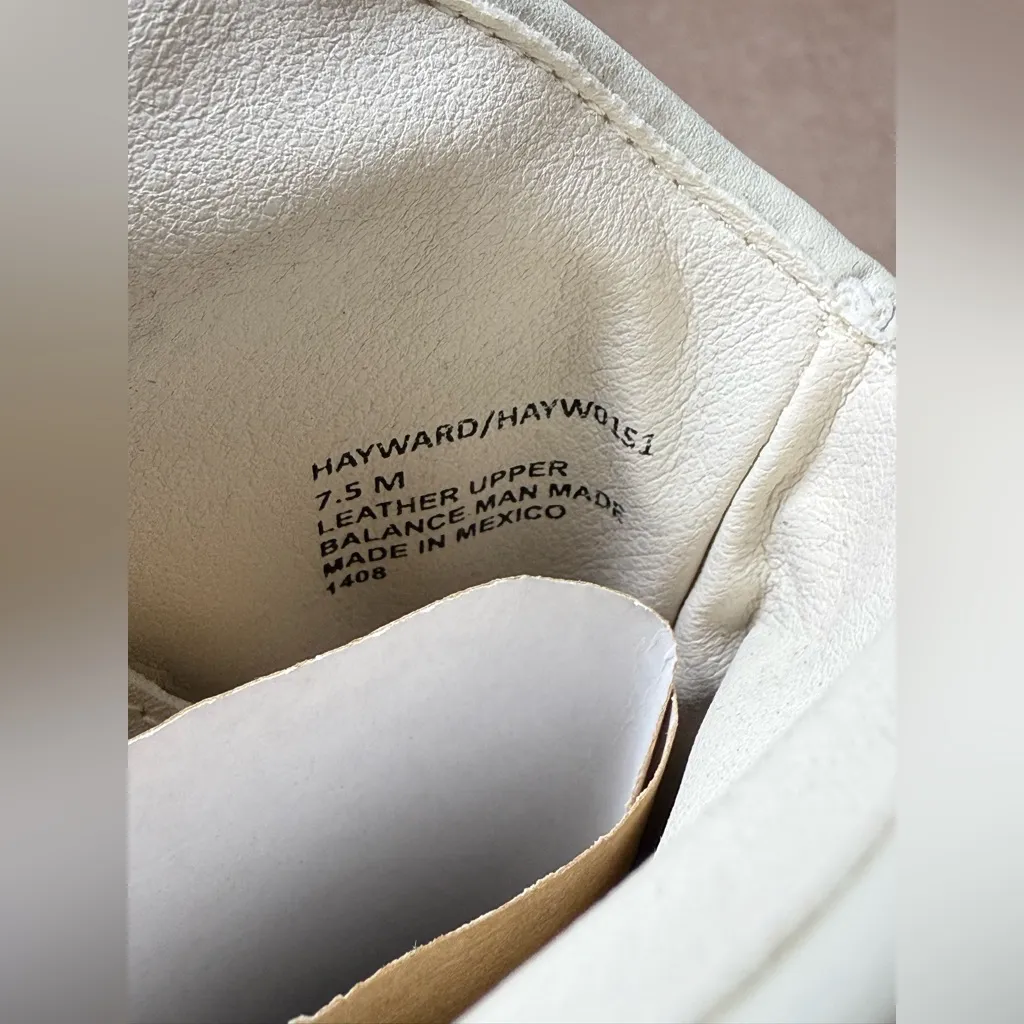 HAYWARD/HAYW0151
7.5 M
LEATHER UPPER
BALANCE MAN MADE
MADE IN MEXICO
1408